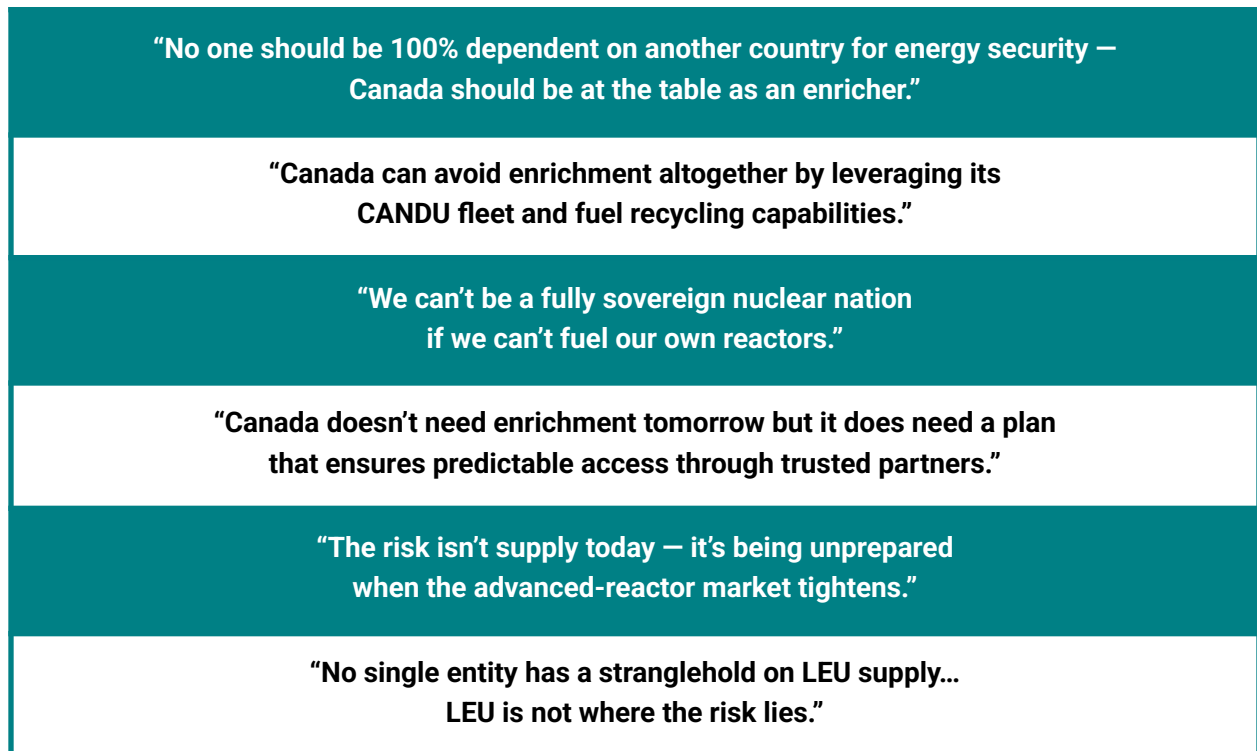 “No one should be 100% dependent on another country for energy security —
Canada should be at the table as an enricher.”
“Canada can avoid enrichment altogether by leveraging its
CANDU fleet and fuel recycling capabilities.”
“We can’t be a fully sovereign nuclear nation
if we can’t fuel our own reactors.”
“Canada doesn’t need enrichment tomorrow but it does need a plan
that ensures predictable access through trusted partners.”
“The risk isn’t supply today — it’s being unprepared
when the advanced-reactor market tightens.”
“No single entity has a stranglehold on LEU supply…
LEU is not where the risk lies.”